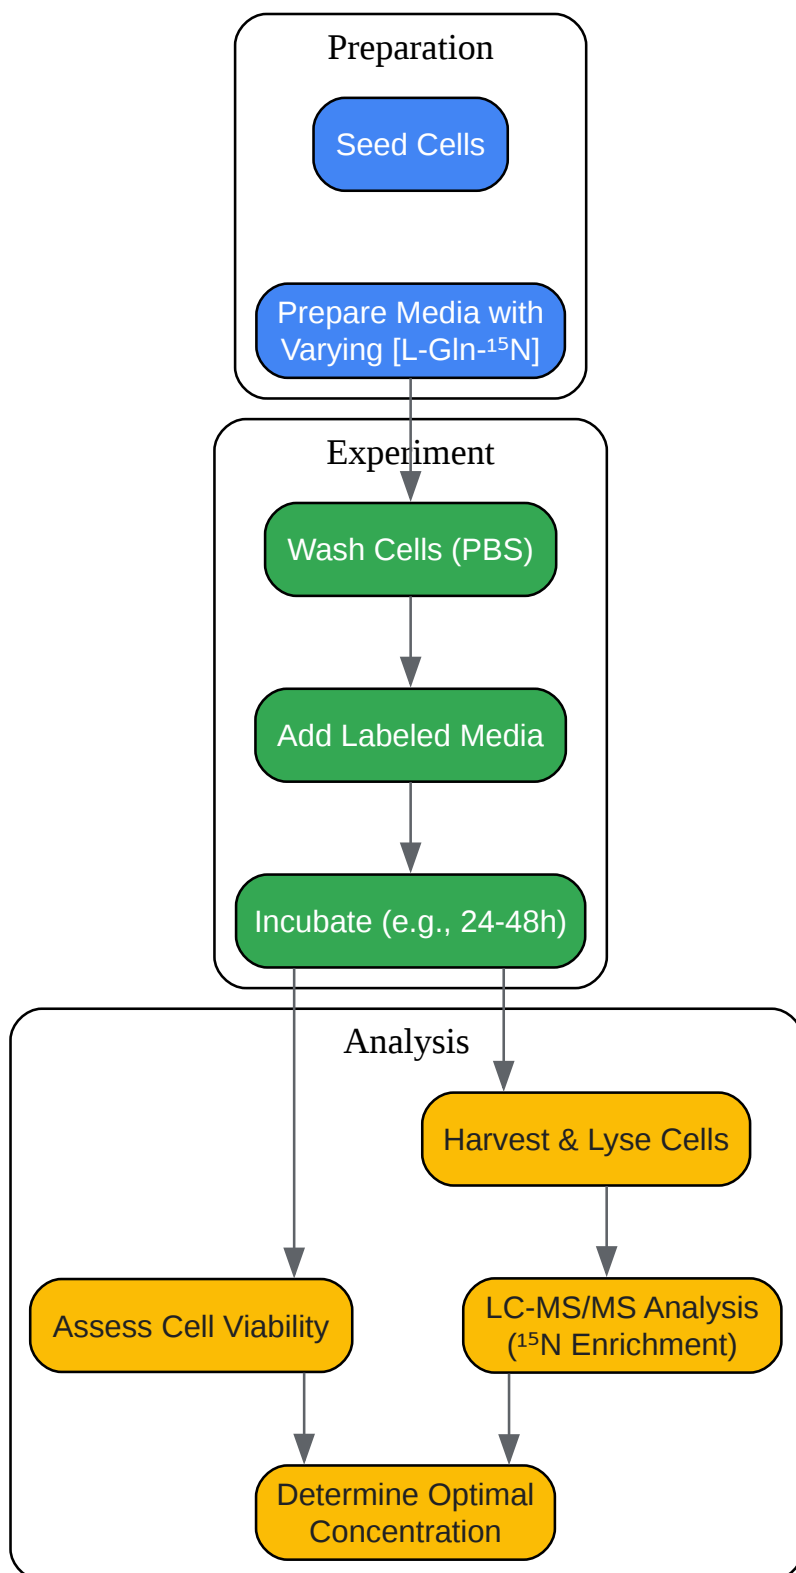 Preparation
Seed Cells
Prepare Media with
Varying [L-Gln-¹⁵N]
Experiment
Wash Cells (PBS)
Add Labeled Media
Incubate (e.g., 24-48h)
Analysis
Harvest & Lyse Cells
Assess Cell Viability
LC-MS/MS Analysis
(¹⁵N Enrichment)
Determine Optimal
Concentration